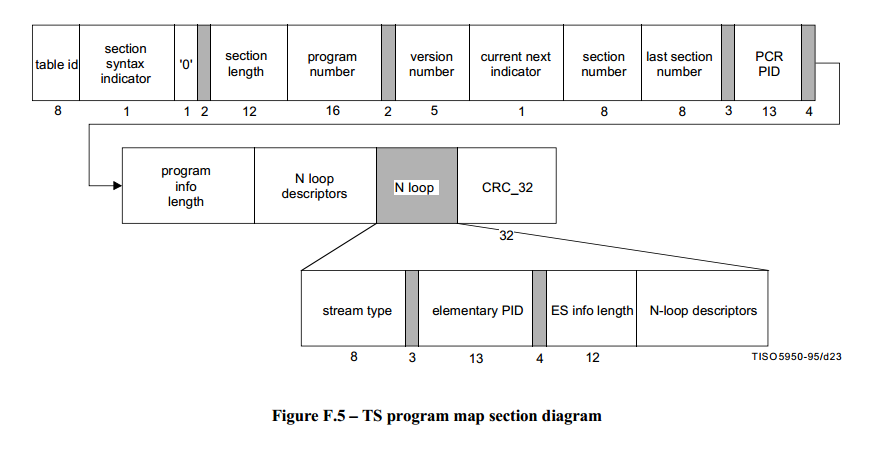 table id
section
syntax
indicator
'0'
section
length
program
number
version
number
current next
indicator
section
number
last section
number
PCR
PID
8
1
1
2
12
16
2
5
1
8
8
3
13
4
program
info
length
N loop
descriptors
N loop
CRC_32
32
stream type
elementary PID
ES info length
N-loop descriptors
8
3
13
4
12
TISO5950-95/d23
Figure F.5 – TS program map section diagram